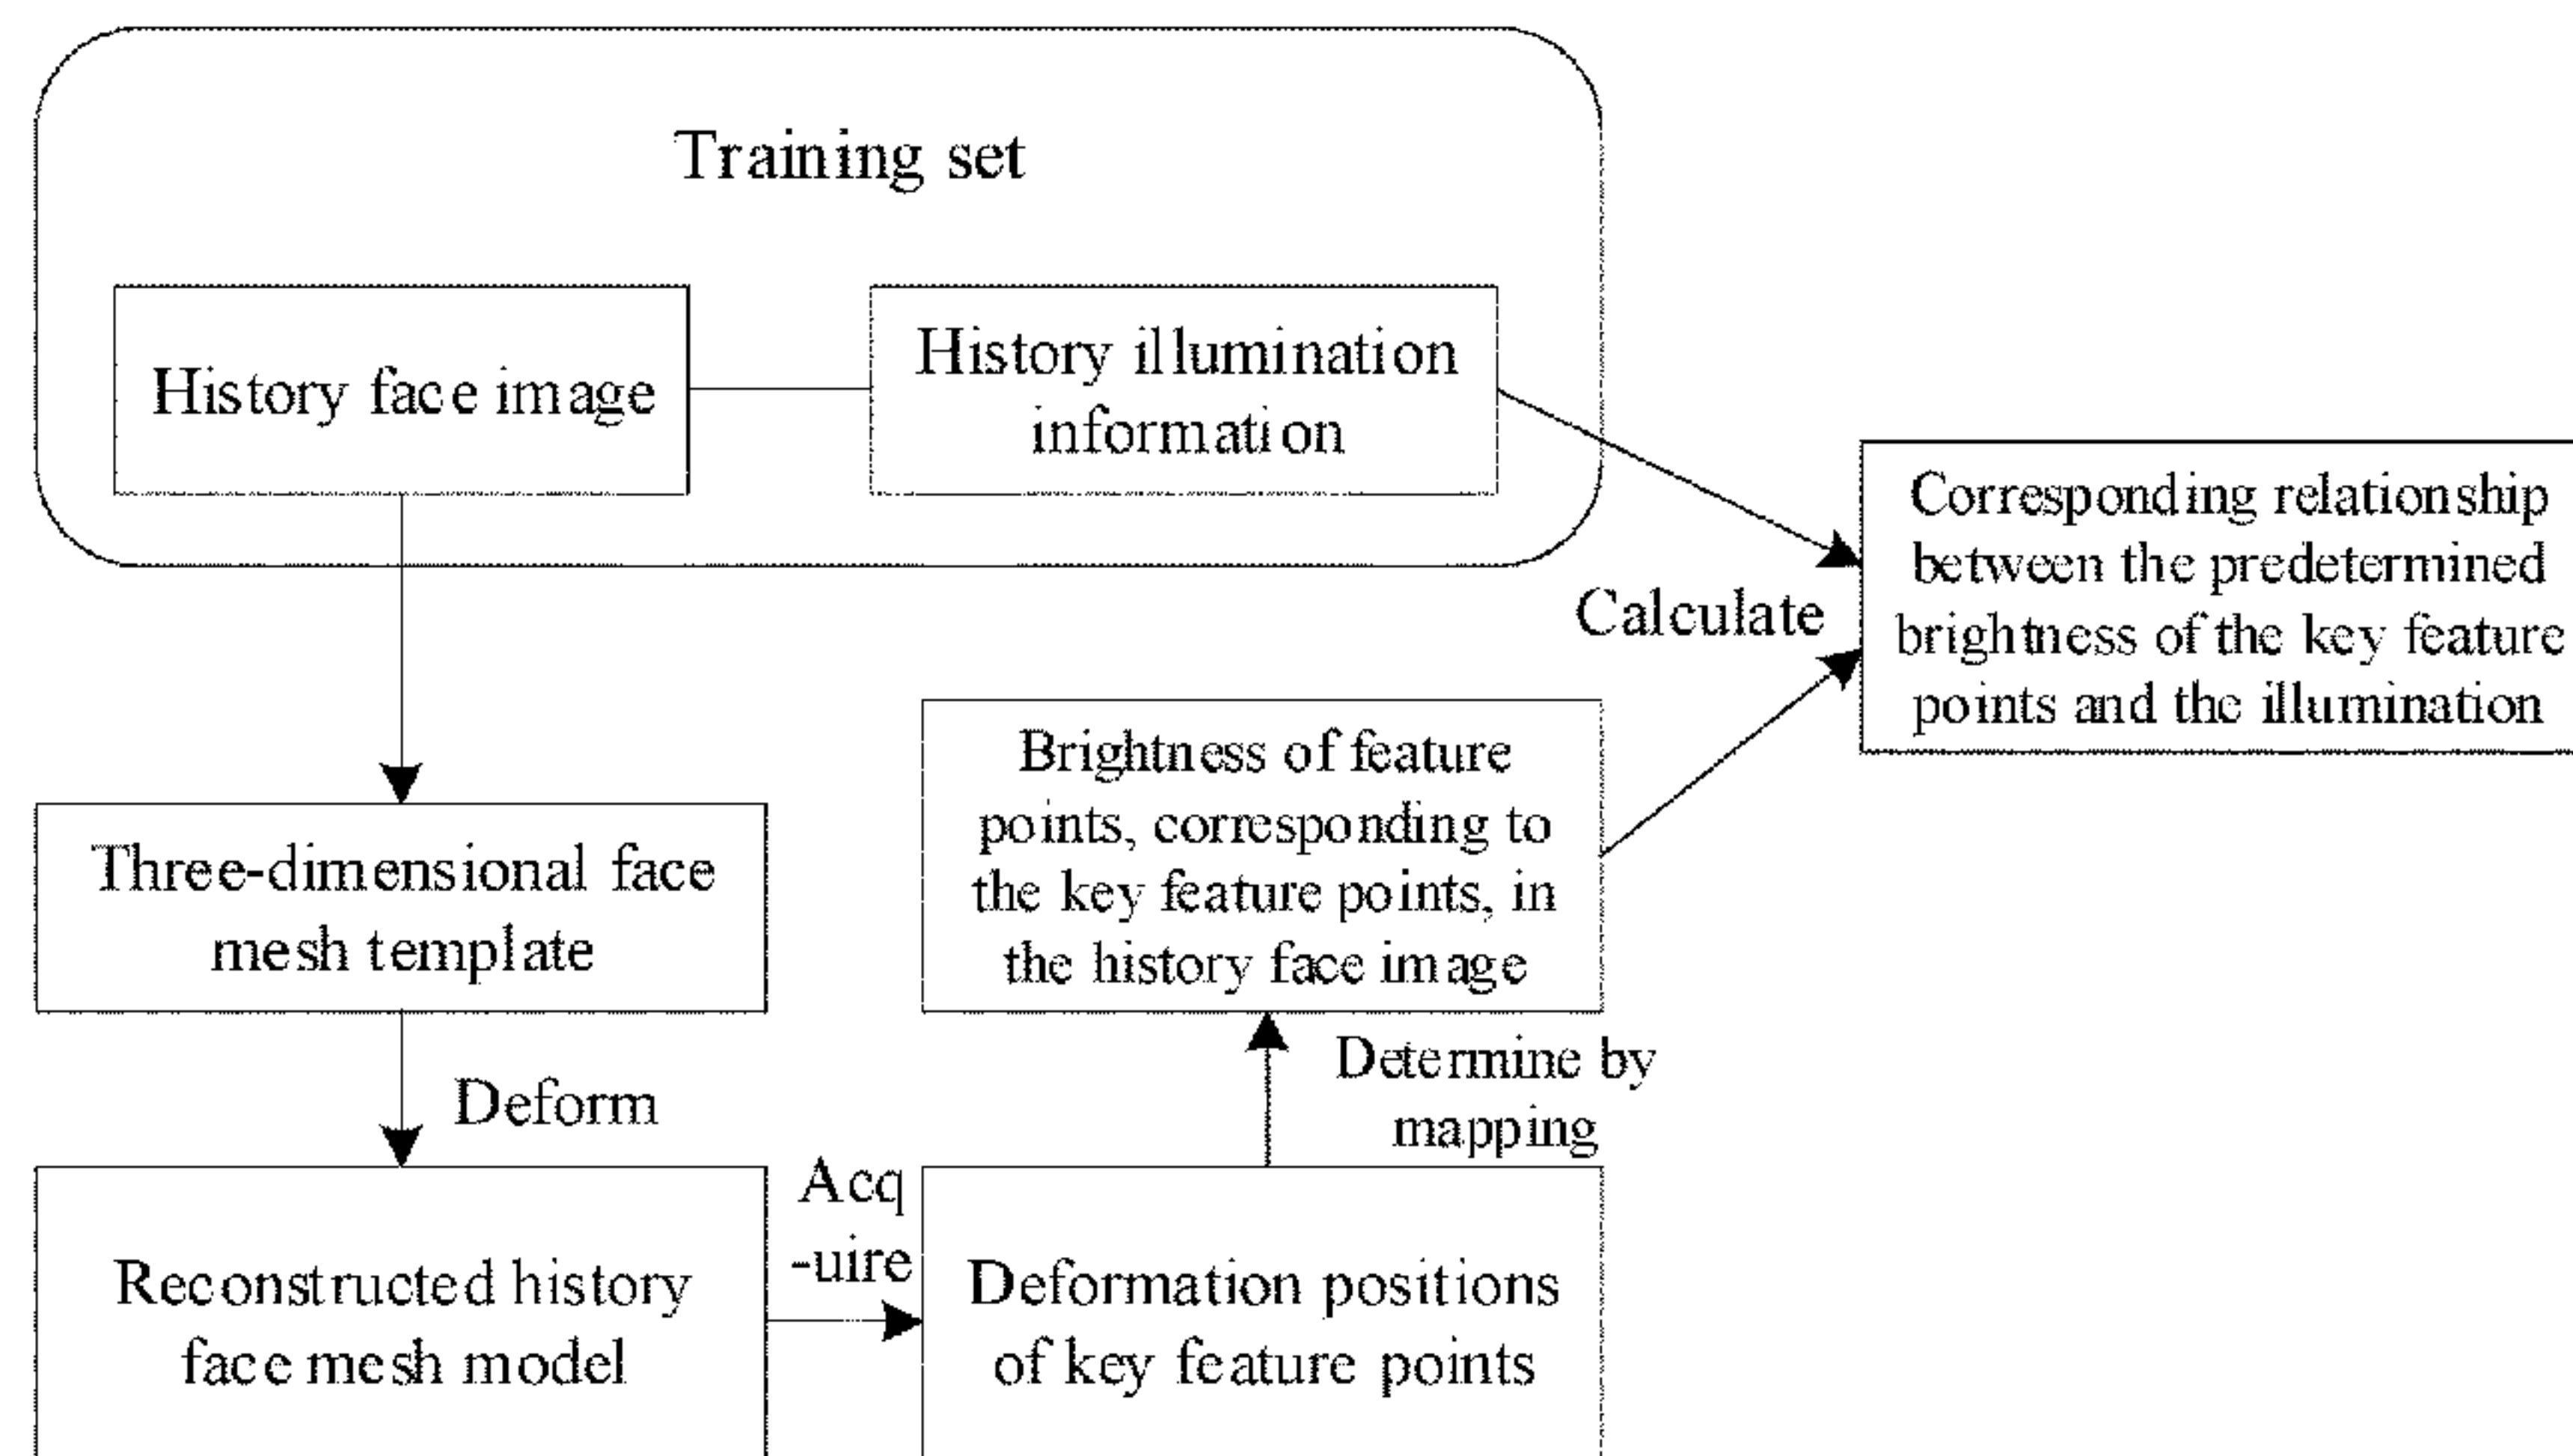 Training set
History face image
History illumination
information
Corresponding relationship
between the predetermined
brightness of the key feature
points and the illumination
Calculate
Three-dimensional face
mesh template
Brightness of feature
points, corresponding to
the key feature points, in
the history face image
Deform
Determine by
mapping
Reconstructed history
face mesh model
Acq
-uire
Deformation positions
of key feature points